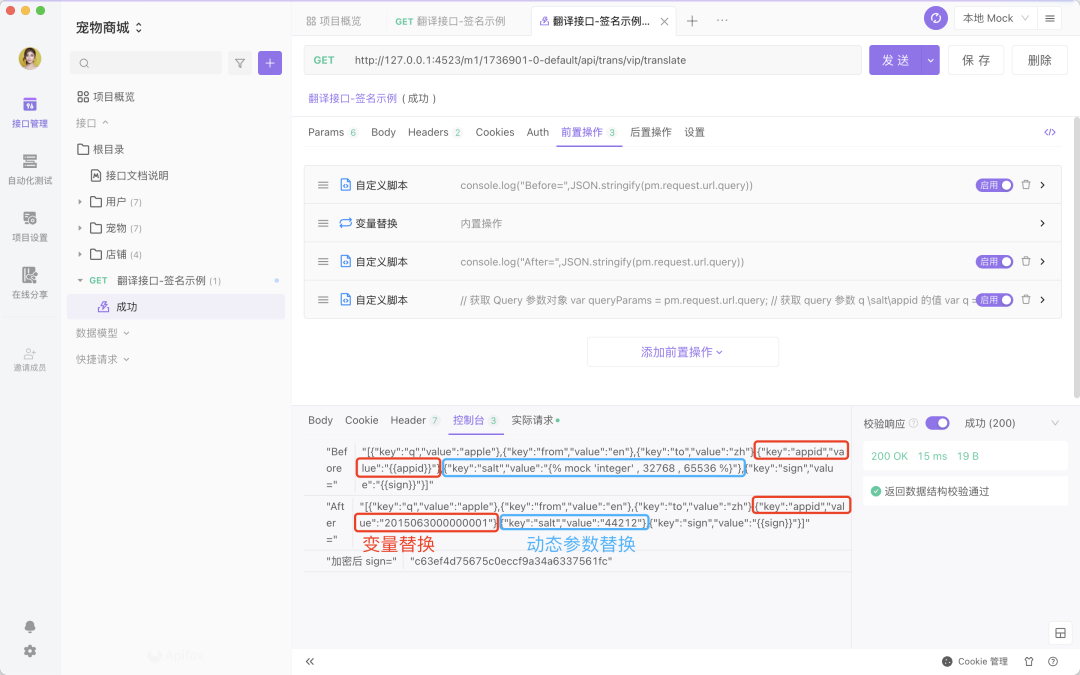 宠物商城
项目概览
GET 翻译接口-签名示例
翻译接口-签名示例...
本地 Mock
GET http://127.0.0.1:4523/m1/1736901-0-default/api/trans/vip/translate
发 送
保 存
删除
翻译接口-签名示例 ( 成功 )
Params 6 Body Headers 2 Cookies Auth 前置操作 3 后置操作 设置
自定义脚本 console.log("Before=",JSON.stringify(pm.request.url.query)) 启用
变量替换 内置操作
自定义脚本 console.log("After=",JSON.stringify(pm.request.url.query)) 启用
自定义脚本 // 获取 Query 参数对象 var queryParams = pm.request.url.query; // 获取 query 参数 q \salt\appid 的值 var q = 启用
添加前置操作
接口管理
自动化测试
项目设置
在线分享
邀请成员
项目概览
接口
根目录
接口文档说明
用户 (7)
宠物 (7)
店铺 (4)
GET 翻译接口-签名示例 (1)
成功
数据模型
快捷请求
Body Cookie Header 7 控制台 3 实际请求
"Bef
ore
="
"[{"key":"q","value":"apple"},{"key":"from","value":"en"},{"key":"to","value":"zh"},{"key":"appid","va
lue":"{{appid}}"},{"key":"salt","value":"{% mock 'integer' , 32768 , 65536 %}"},{"key":"sign","valu
e":"{{sign}}"}]"
"Aft
er
="
"[{"key":"q","value":"apple"},{"key":"from","value":"en"},{"key":"to","value":"zh"},{"key":"appid","val
ue":"2015063000000001"},{"key":"salt","value":"44212"},{"key":"sign","value":"{{sign}}"}]"
变量替换
动态参数替换
"加密后 sign=" "c63ef4d75675c0eccf9a34a6337561fc"
校验响应
成功 (200)
200 OK 15 ms 19 B
返回数据结构校验通过
Cookie 管理